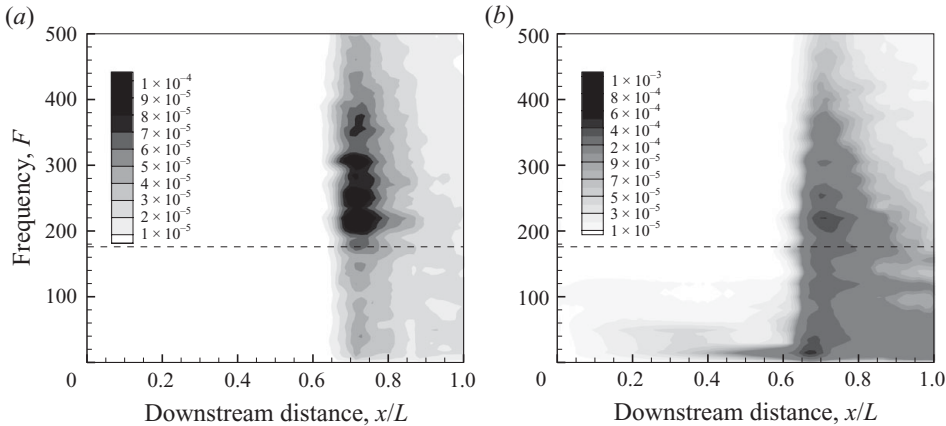 (a)
500
400
300
200
100
0
Frequency, F
1 × 10⁻⁴
9 × 10⁻⁵
8 × 10⁻⁵
7 × 10⁻⁵
6 × 10⁻⁵
5 × 10⁻⁵
4 × 10⁻⁵
3 × 10⁻⁵
2 × 10⁻⁵
1 × 10⁻⁵
0.2
0.4
0.6
0.8
1.0
Downstream distance, x/L
(b)
500
400
300
200
100
0
1 × 10⁻³
8 × 10⁻⁴
6 × 10⁻⁴
4 × 10⁻⁴
2 × 10⁻⁴
9 × 10⁻⁵
7 × 10⁻⁵
5 × 10⁻⁵
3 × 10⁻⁵
1 × 10⁻⁵
0.2
0.4
0.6
0.8
1.0
Downstream distance, x/L